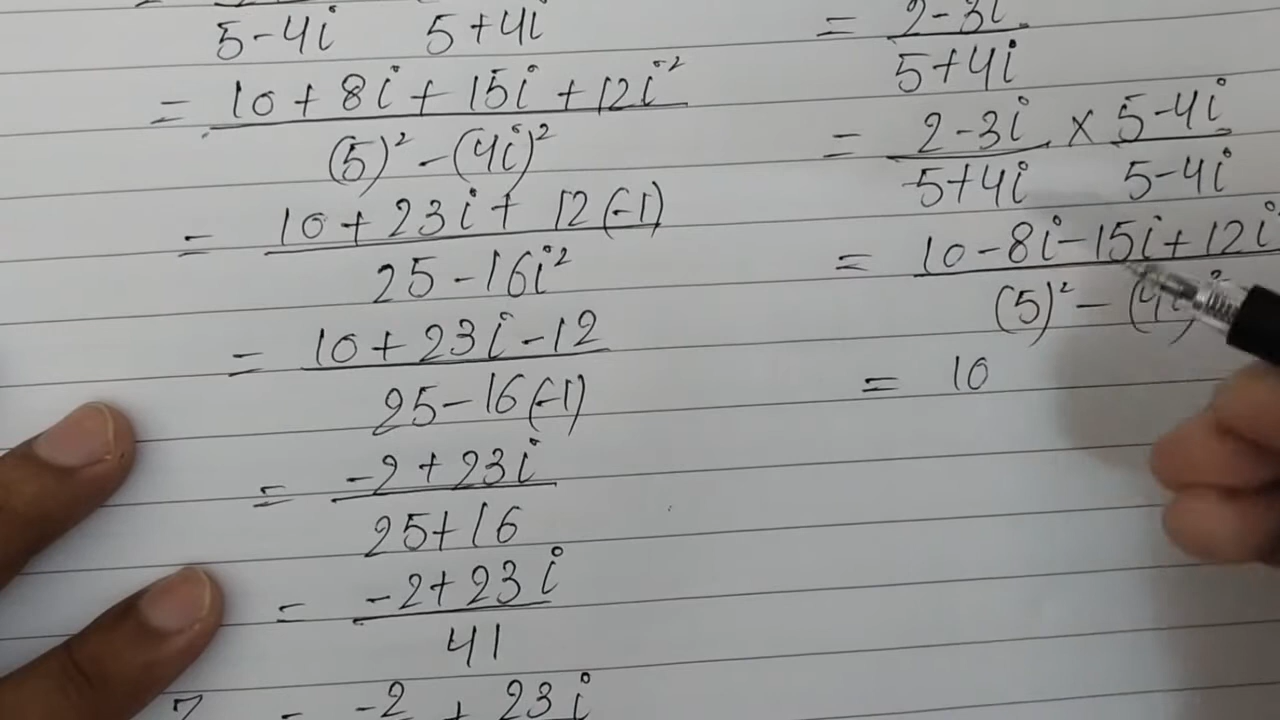 5-4i 5+4i
= 10 + 8i + 15i + 12i²
(5)² - (4i)²
= 10 + 23i + 12(-1)
25 - 16i²
= 10 + 23i - 12
25 - 16(-1)
= -2 + 23i
25 + 16
= -2 + 23i
41
= -2 + 23i
= 2-3i
5+4i
= 2-3i × 5-4i
5+4i 5-4i
= 10 - 8i - 15i + 12i
(5)² - (4i)²
= 10